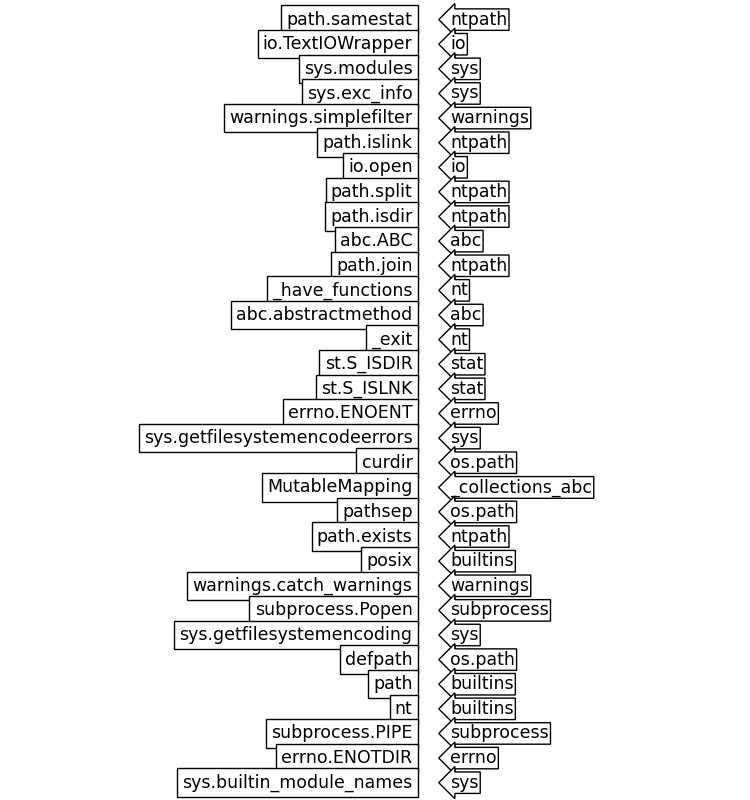 path.samestat ntpath
io.TextIOWrapper io
sys.modules sys
sys.exc_info sys
warnings.simplefilter warnings
path.islink ntpath
io.open io
path.split ntpath
path.isdir ntpath
abc.ABC abc
path.join ntpath
_have_functions nt
abc.abstractmethod abc
_exit nt
st.S_ISDIR stat
st.S_ISLNK stat
errno.ENOENT errno
sys.getfilesystemencodeerrors sys
curdir os.path
MutableMapping _collections_abc
pathsep os.path
path.exists ntpath
posix builtins
warnings.catch_warnings warnings
subprocess.Popen subprocess
sys.getfilesystemencoding sys
defpath os.path
path builtins
nt builtins
subprocess.PIPE subprocess
errno.ENOTDIR errno
sys.builtin_module_names sys